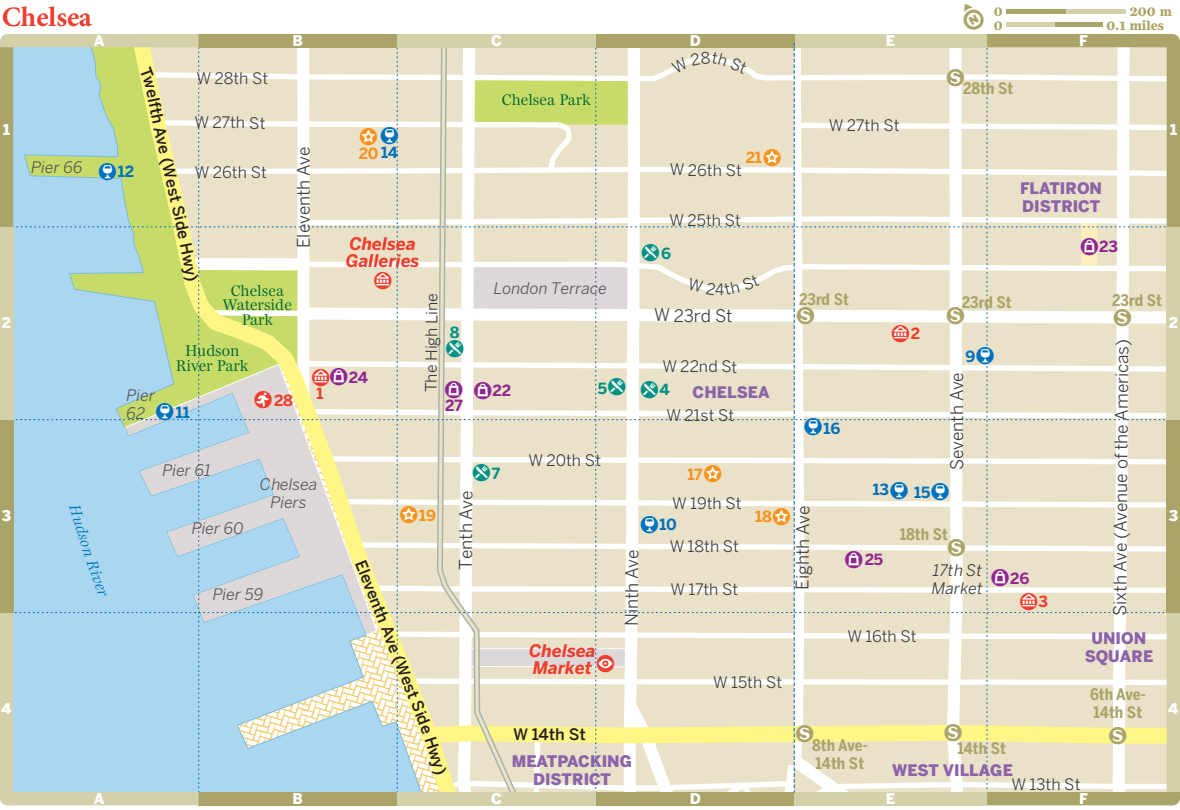 Chelsea
N
0
200 m
0
0.1 miles
A
B
C
D
E
F
W 28th St
W 28th St
S
28th St
Chelsea Park
1
W 27th St
W 27th St
1
20
14
21
Pier 66
12
W 26th St
W 26th St
Twelfth Ave (West Side Hwy)
Eleventh Ave
FLATIRON
DISTRICT
W 25th St
Chelsea
Galleries
6
23
London Terrace
W 24th St
Chelsea
Waterside
Park
23rd St
S
23rd St
S
23rd St
S
W 23rd St
2
2
The High Line
8
2
Hudson
River Park
9
W 22nd St
1
24
27
22
5
4
CHELSEA
Pier
62
11
28
W 21st St
Seventh Ave
Sixth Ave (Avenue of the Americas)
16
Pier 61
W 20th St
7
17
Chelsea
Piers
13
15
Tenth Ave
W 19th St
Hudson River
3
19
10
18
3
Pier 60
18th St
S
Eighth Ave
W 18th St
Ninth Ave
25
17th St
Market
26
Pier 59
W 17th St
3
Eleventh Ave (West Side Hwy)
W 16th St
UNION
SQUARE
Chelsea
Market
W 15th St
6th Ave-
14th St
S
4
4
W 14th St
S
8th Ave-
14th St
S
14th St
MEATPACKING
DISTRICT
WEST VILLAGE
W 13th St
A
B
C
D
E
F